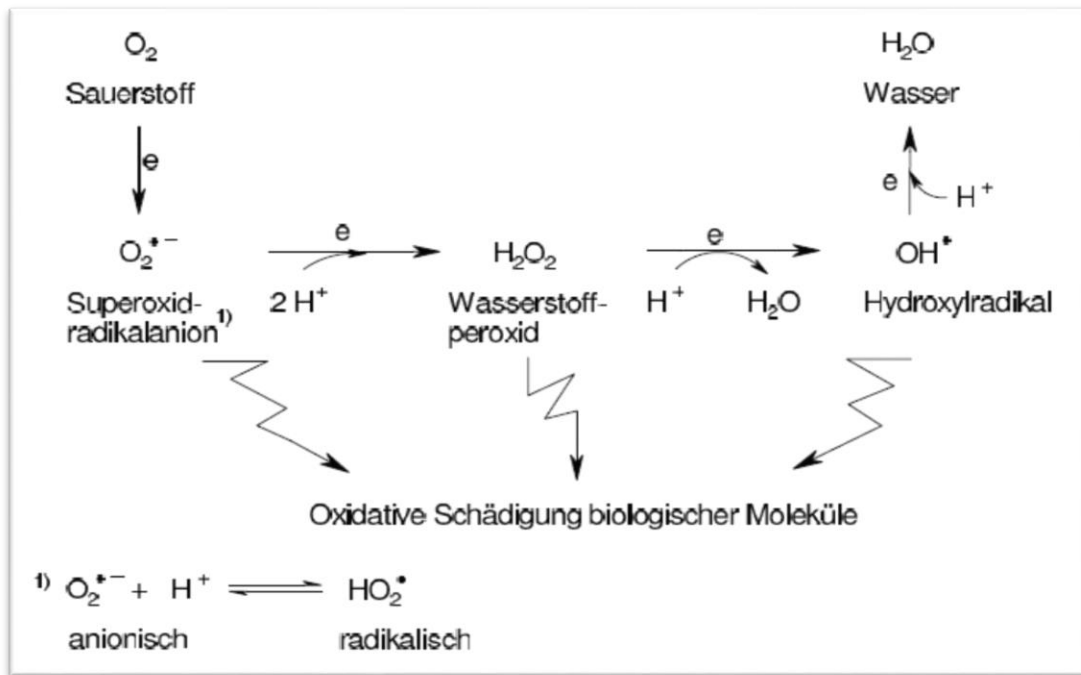 O₂
Sauerstoff
e
O₂•⁻
Superoxid-
radikalanion¹⁾
2 H⁺
e
H₂O₂
Wasserstoff-
peroxid
H⁺
e
H₂O
OH•
Hydroxylradikal
e
H⁺
H₂O
Wasser
Oxidative Schädigung biologischer Moleküle
¹⁾ O₂•⁻ + H⁺ ⇌ HO₂•
anionisch radikalisch